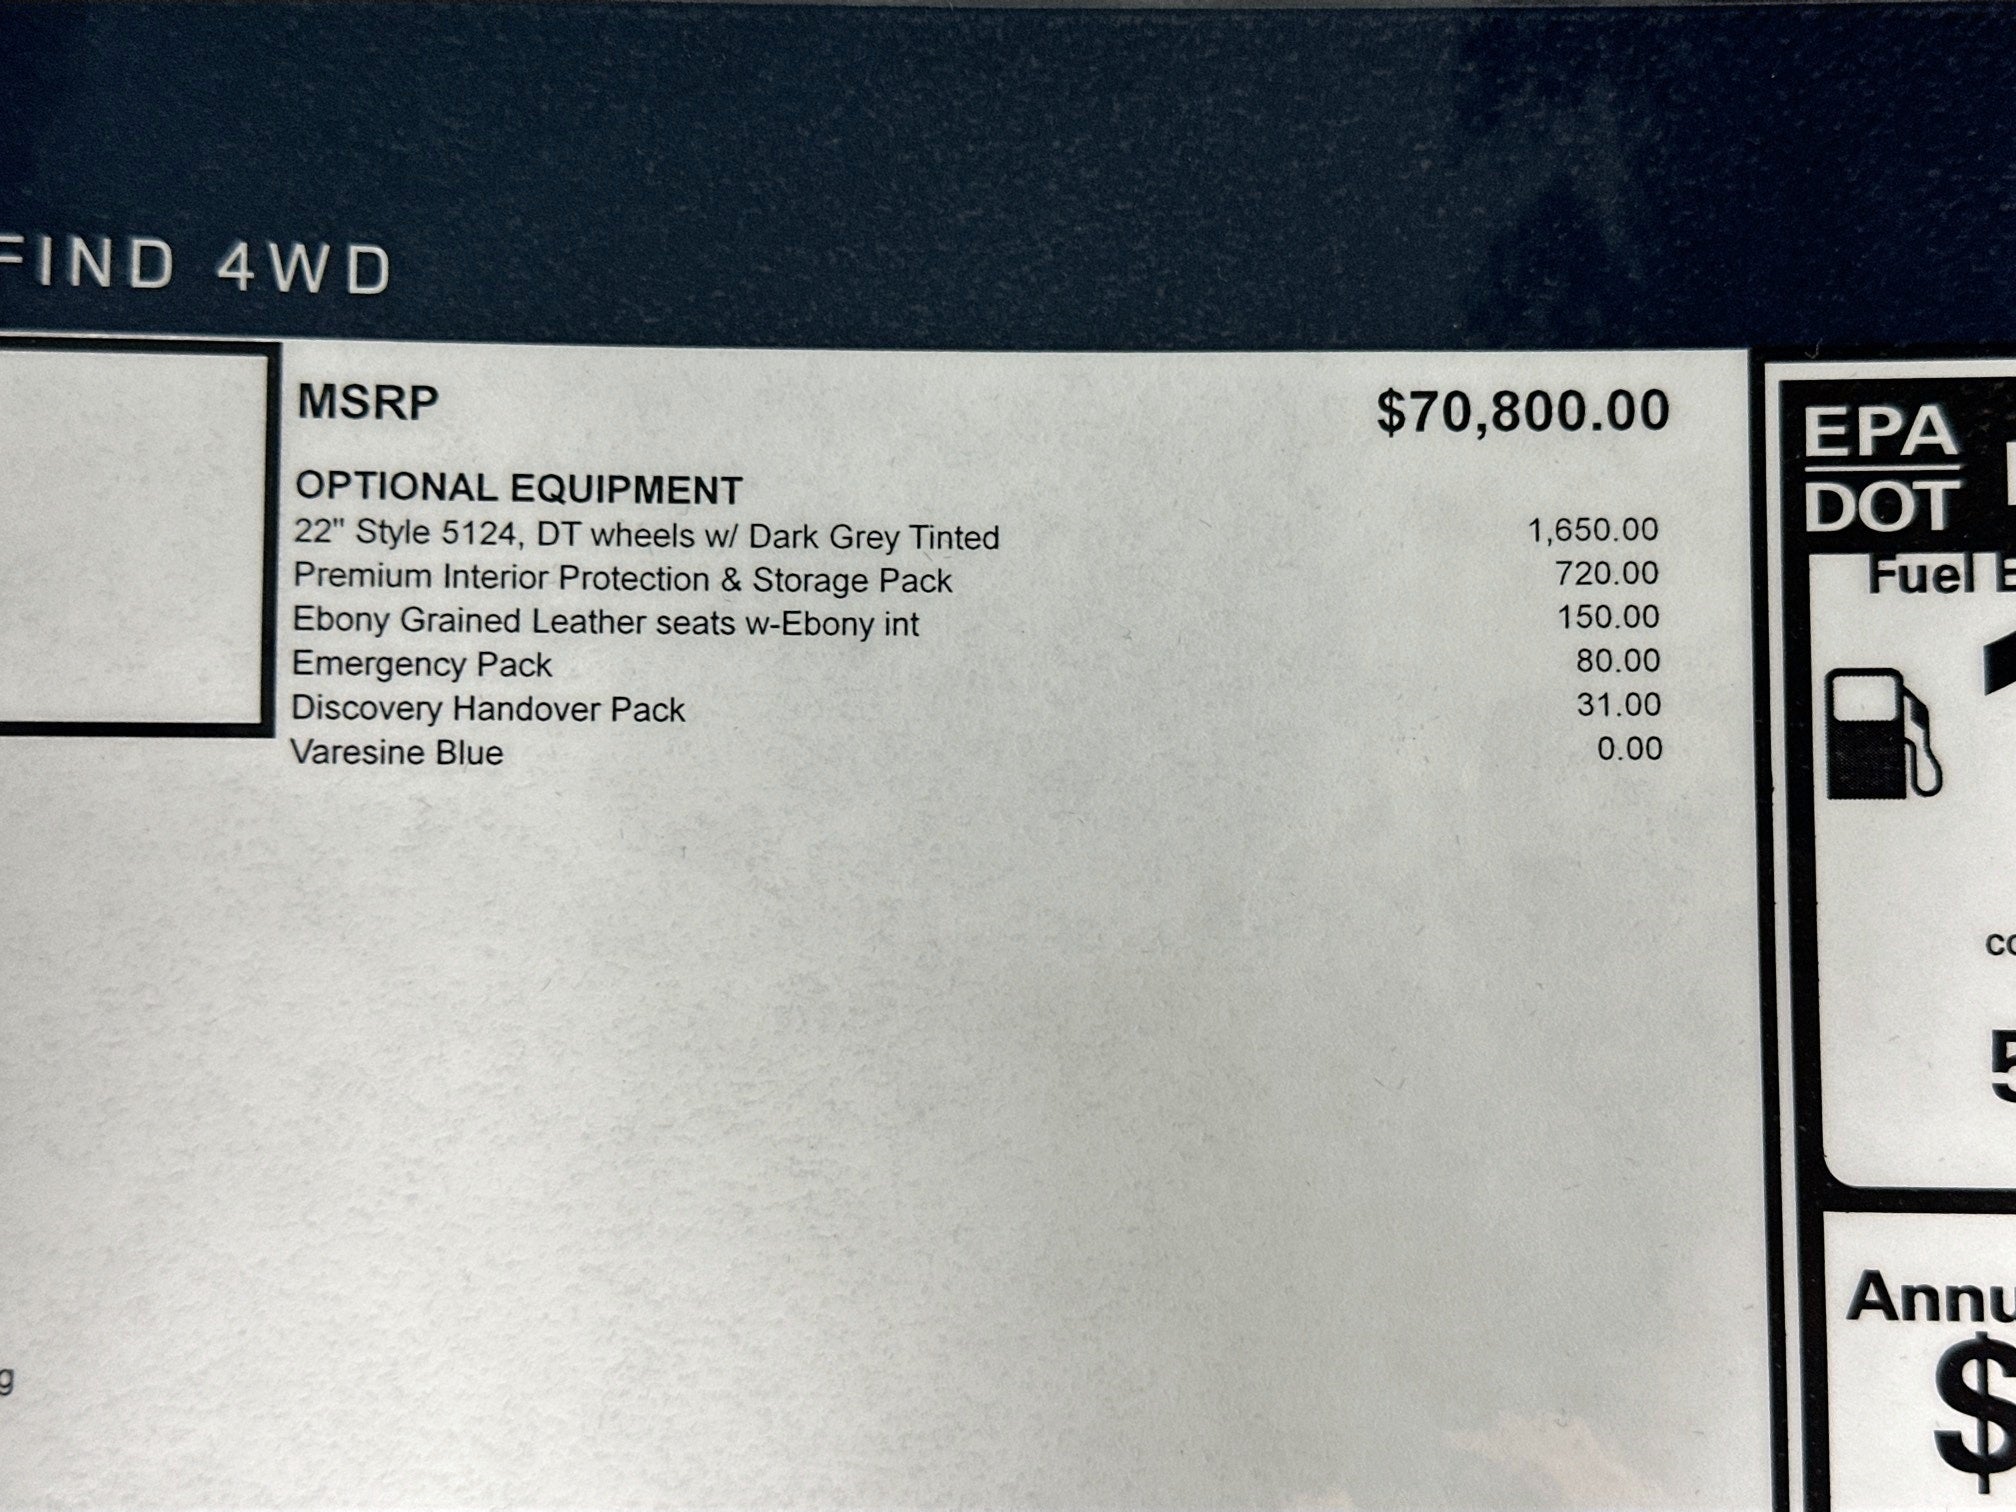 FIND 4WD
MSRP $70,800.00
OPTIONAL EQUIPMENT
22" Style 5124, DT wheels w/ Dark Grey Tinted 1,650.00
Premium Interior Protection & Storage Pack 720.00
Ebony Grained Leather seats w-Ebony int 150.00
Emergency Pack 80.00
Discovery Handover Pack 31.00
Varesine Blue 0.00
g
EPA
DOT
Fuel
5
$